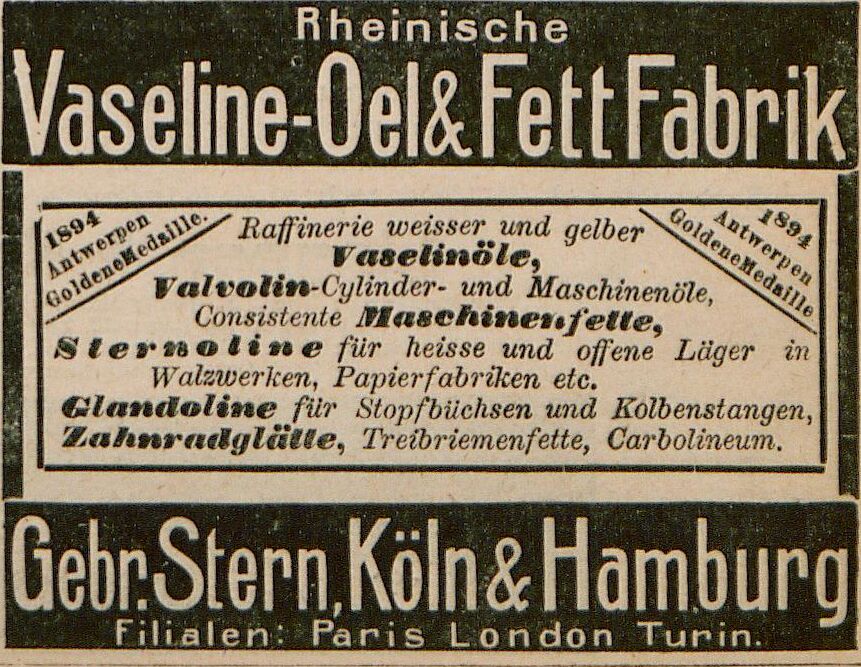 Rheinische
Vaseline-Oel & Fett Fabrik
1894
Antwerpen
Goldene Medaille.
1894
Antwerpen
Goldene Medaille
Raffinerie weisser und gelber
Vaselinöle,
Valvolin-Cylinder- und Maschinenöle,
Consistente Maschinenfette,
Sternoline für heisse und offene Läger in
Walzwerken, Papierfabriken etc.
Glandoline für Stopfbüchsen und Kolbenstangen,
Zahnradglätte, Treibriemenfette, Carbolineum.
Gebr. Stern, Köln & Hamburg
Filialen: Paris London Turin.